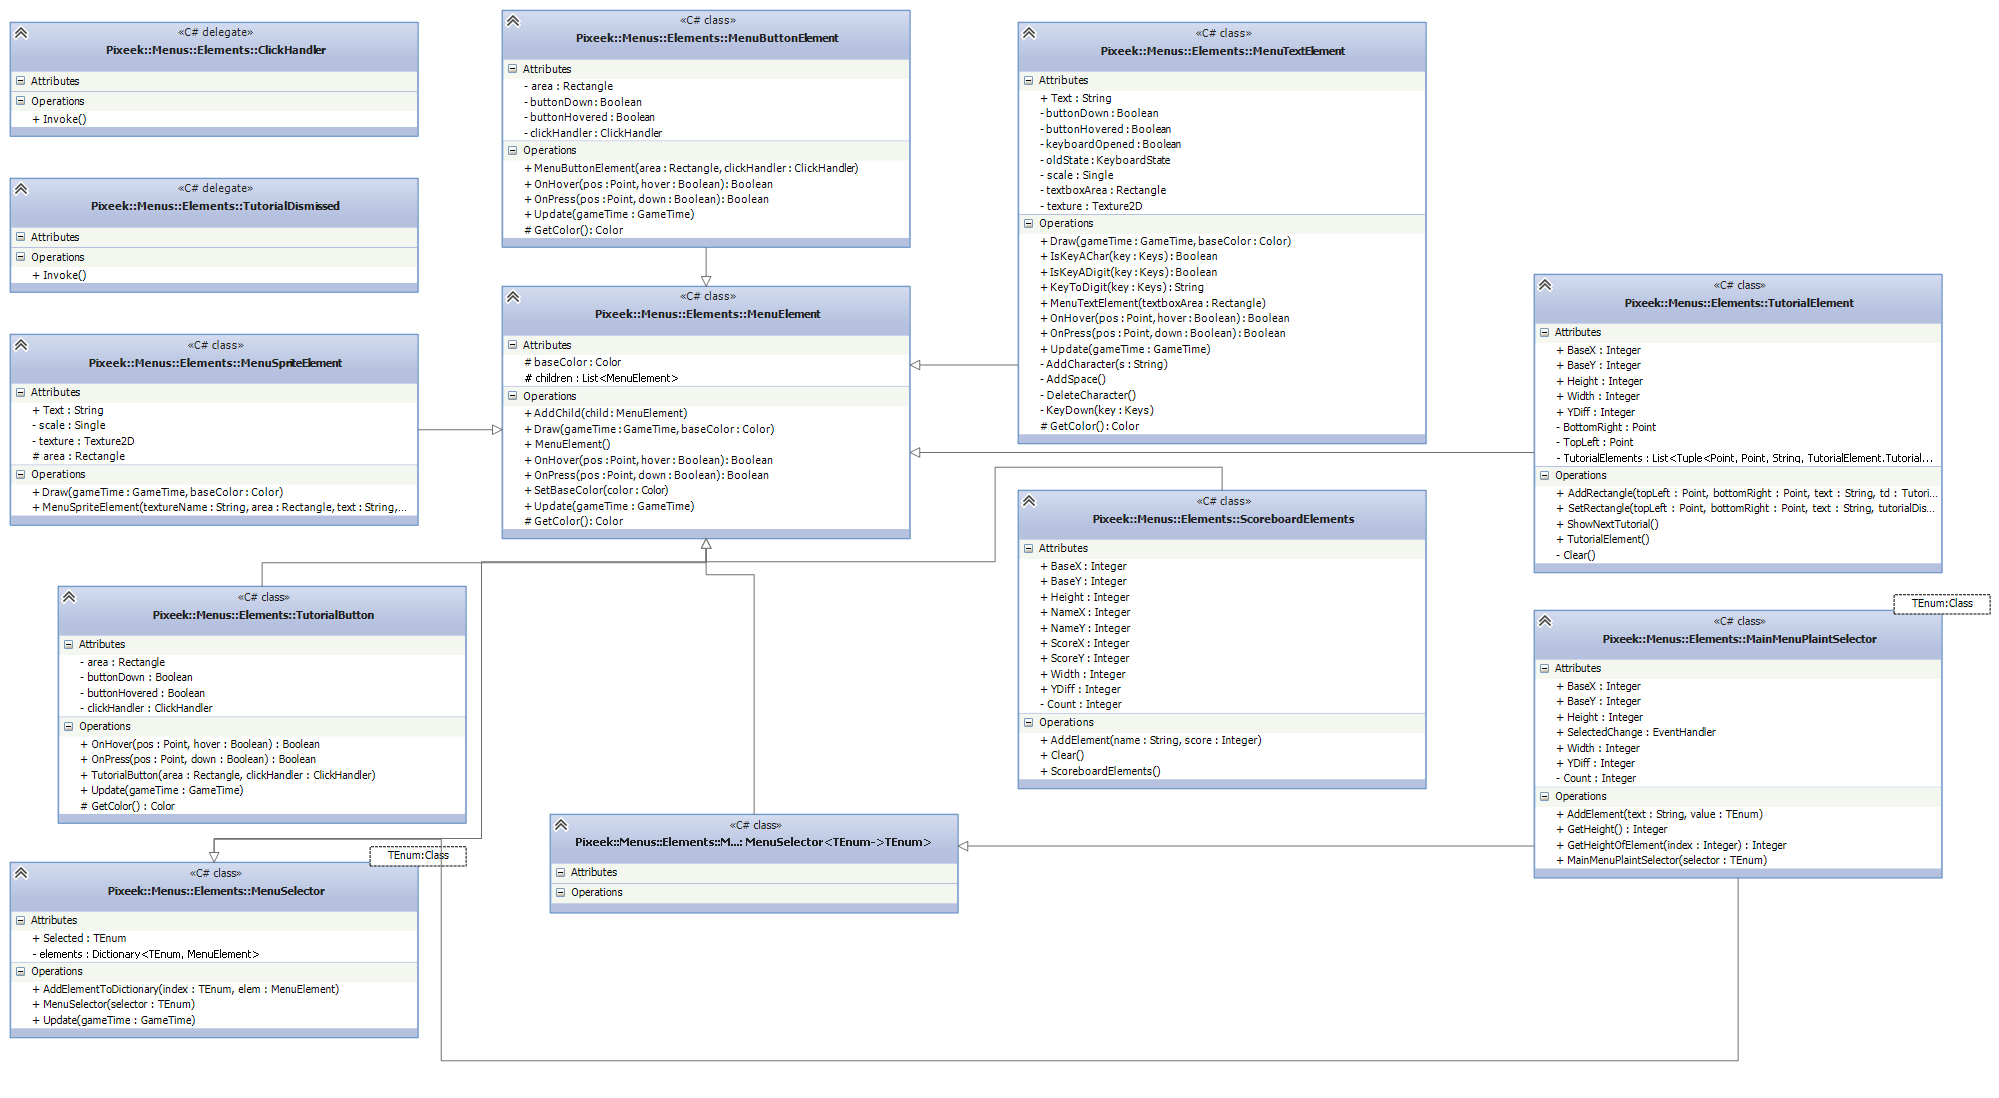 «C# delegate»
Pixeek::Menus::Elements::ClickHandler
Attributes
Operations
+ Invoke()
«C# delegate»
Pixeek::Menus::Elements::TutorialDismissed
Attributes
Operations
+ Invoke()
«C# class»
Pixeek::Menus::Elements::MenuSpriteElement
Attributes
+ Text : String
- scale : Single
- texture : Texture2D
# area : Rectangle
Operations
+ Draw(gameTime : GameTime, baseColor : Color)
+ MenuSpriteElement(textureName : String, area : Rectangle, text : String,...
«C# class»
Pixeek::Menus::Elements::MenuButtonElement
Attributes
- area : Rectangle
- buttonDown : Boolean
- buttonHovered : Boolean
- clickHandler : ClickHandler
Operations
+ MenuButtonElement(area : Rectangle, clickHandler : ClickHandler)
+ OnHover(pos : Point, hover : Boolean) : Boolean
+ OnPress(pos : Point, down : Boolean) : Boolean
+ Update(gameTime : GameTime)
# GetColor() : Color
«C# class»
Pixeek::Menus::Elements::MenuElement
Attributes
# baseColor : Color
# children : List<MenuElement>
Operations
+ AddChild(child : MenuElement)
+ Draw(gameTime : GameTime, baseColor : Color)
+ MenuElement()
+ OnHover(pos : Point, hover : Boolean) : Boolean
+ OnPress(pos : Point, down : Boolean) : Boolean
+ SetBaseColor(color : Color)
+ Update(gameTime : GameTime)
# GetColor() : Color
«C# class»
Pixeek::Menus::Elements::MenuTextElement
Attributes
+ Text : String
- buttonDown : Boolean
- buttonHovered : Boolean
- keyboardOpened : Boolean
- oldState : KeyboardState
- scale : Single
- textboxArea : Rectangle
- texture : Texture2D
Operations
+ Draw(gameTime : GameTime, baseColor : Color)
+ IsKeyAChar(key : Keys) : Boolean
+ IsKeyADigit(key : Keys) : Boolean
+ KeyToDigit(key : Keys) : String
+ MenuTextElement(textboxArea : Rectangle)
+ OnHover(pos : Point, hover : Boolean) : Boolean
+ OnPress(pos : Point, down : Boolean) : Boolean
+ Update(gameTime : GameTime)
- AddCharacter(s : String)
- AddSpace()
- DeleteCharacter()
- KeyDown(key : Keys)
# GetColor() : Color
«C# class»
Pixeek::Menus::Elements::TutorialElement
Attributes
+ BaseX : Integer
+ BaseY : Integer
+ Height : Integer
+ Width : Integer
+ YDiff : Integer
- BottomRight : Point
- TopLeft : Point
- TutorialElements : List<Tuple<Point, Point, String, TutorialElement.Tutorial...
Operations
+ AddRectangle(topLeft : Point, bottomRight : Point, text : String, td : Tutori...
+ SetRectangle(topLeft : Point, bottomRight : Point, text : String, tutorialDis...
+ ShowNextTutorial()
+ TutorialElement()
- Clear()
«C# class»
Pixeek::Menus::Elements::ScoreboardElements
Attributes
+ BaseX : Integer
+ BaseY : Integer
+ Height : Integer
+ NameX : Integer
+ NameY : Integer
+ ScoreX : Integer
+ ScoreY : Integer
+ Width : Integer
+ YDiff : Integer
- Count : Integer
Operations
+ AddElement(name : String, score : Integer)
+ Clear()
+ ScoreboardElements()
«C# class»
Pixeek::Menus::Elements::TutorialButton
Attributes
- area : Rectangle
- buttonDown : Boolean
- buttonHovered : Boolean
- clickHandler : ClickHandler
Operations
+ OnHover(pos : Point, hover : Boolean) : Boolean
+ OnPress(pos : Point, down : Boolean) : Boolean
+ TutorialButton(area : Rectangle, clickHandler : ClickHandler)
+ Update(gameTime : GameTime)
# GetColor() : Color
TEnum:Class
«C# class»
Pixeek::Menus::Elements::MainMenuPlaintSelector
Attributes
+ BaseX : Integer
+ BaseY : Integer
+ Height : Integer
+ SelectedChange : EventHandler
+ Width : Integer
+ YDiff : Integer
- Count : Integer
Operations
+ AddElement(text : String, value : TEnum)
+ GetHeight() : Integer
+ GetHeightOfElement(index : Integer) : Integer
+ MainMenuPlaintSelector(selector : TEnum)
«C# class»
Pixeek::Menus::Elements::M...: MenuSelector<TEnum->TEnum>
Attributes
Operations
TEnum:Class
«C# class»
Pixeek::Menus::Elements::MenuSelector
Attributes
+ Selected : TEnum
- elements : Dictionary<TEnum, MenuElement>
Operations
+ AddElementToDictionary(index : TEnum, elem : MenuElement)
+ MenuSelector(selector : TEnum)
+ Update(gameTime : GameTime)